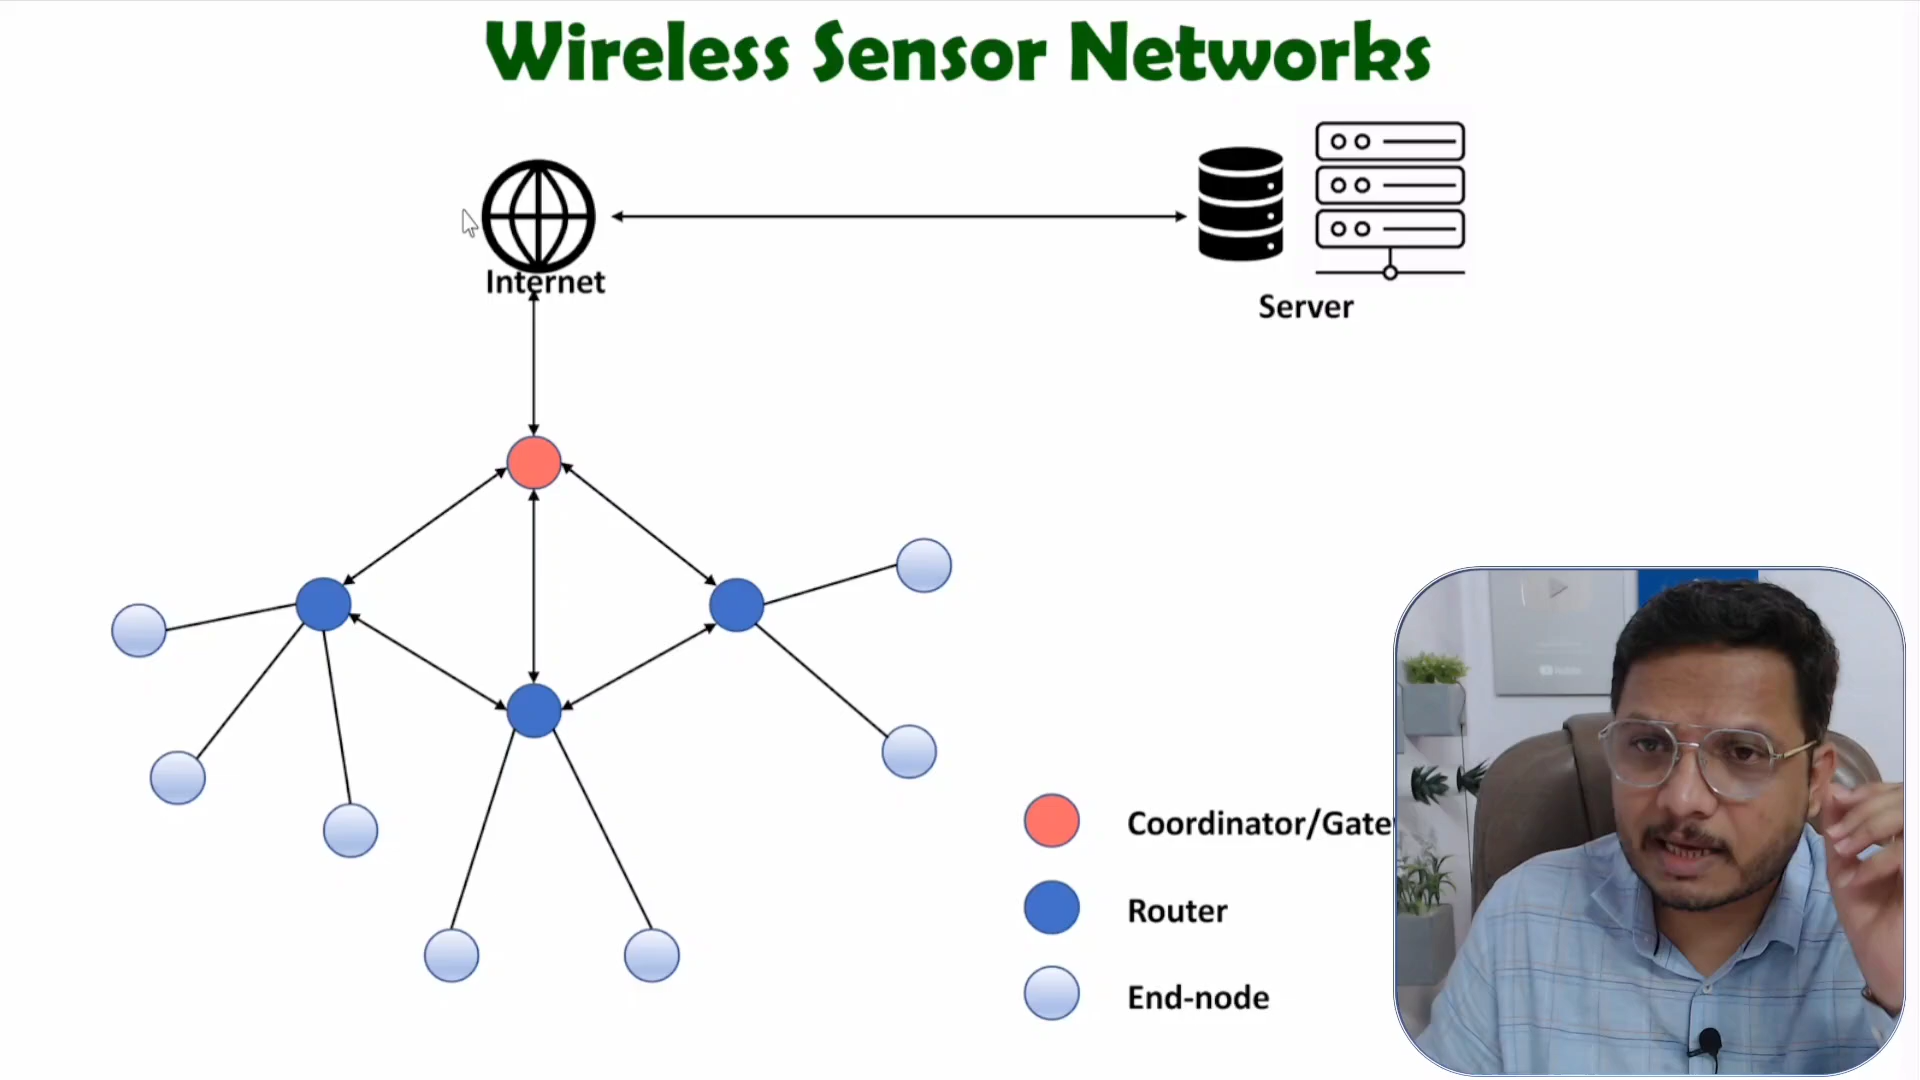 Wireless Sensor Networks
Internet
Server
Coordinator/Gate
Router
End-node